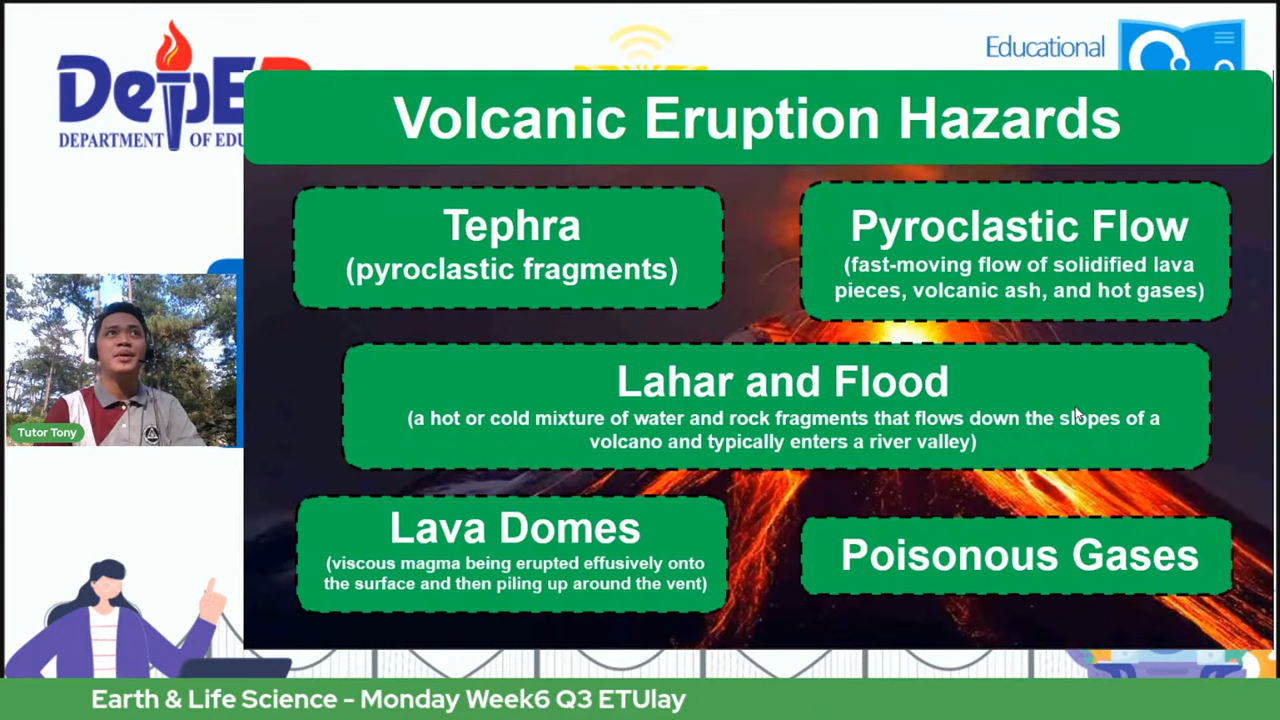 DepED
DEPARTMENT OF EDU
Educational
Volcanic Eruption Hazards
Tephra
(pyroclastic fragments)
Pyroclastic Flow
(fast-moving flow of solidified lava
pieces, volcanic ash, and hot gases)
Lahar and Flood
(a hot or cold mixture of water and rock fragments that flows down the slopes of a
volcano and typically enters a river valley)
Lava Domes
(viscous magma being erupted effusively onto
the surface and then piling up around the vent)
Poisonous Gases
Tutor Tony
Earth & Life Science - Monday Week6 Q3 ETUlay